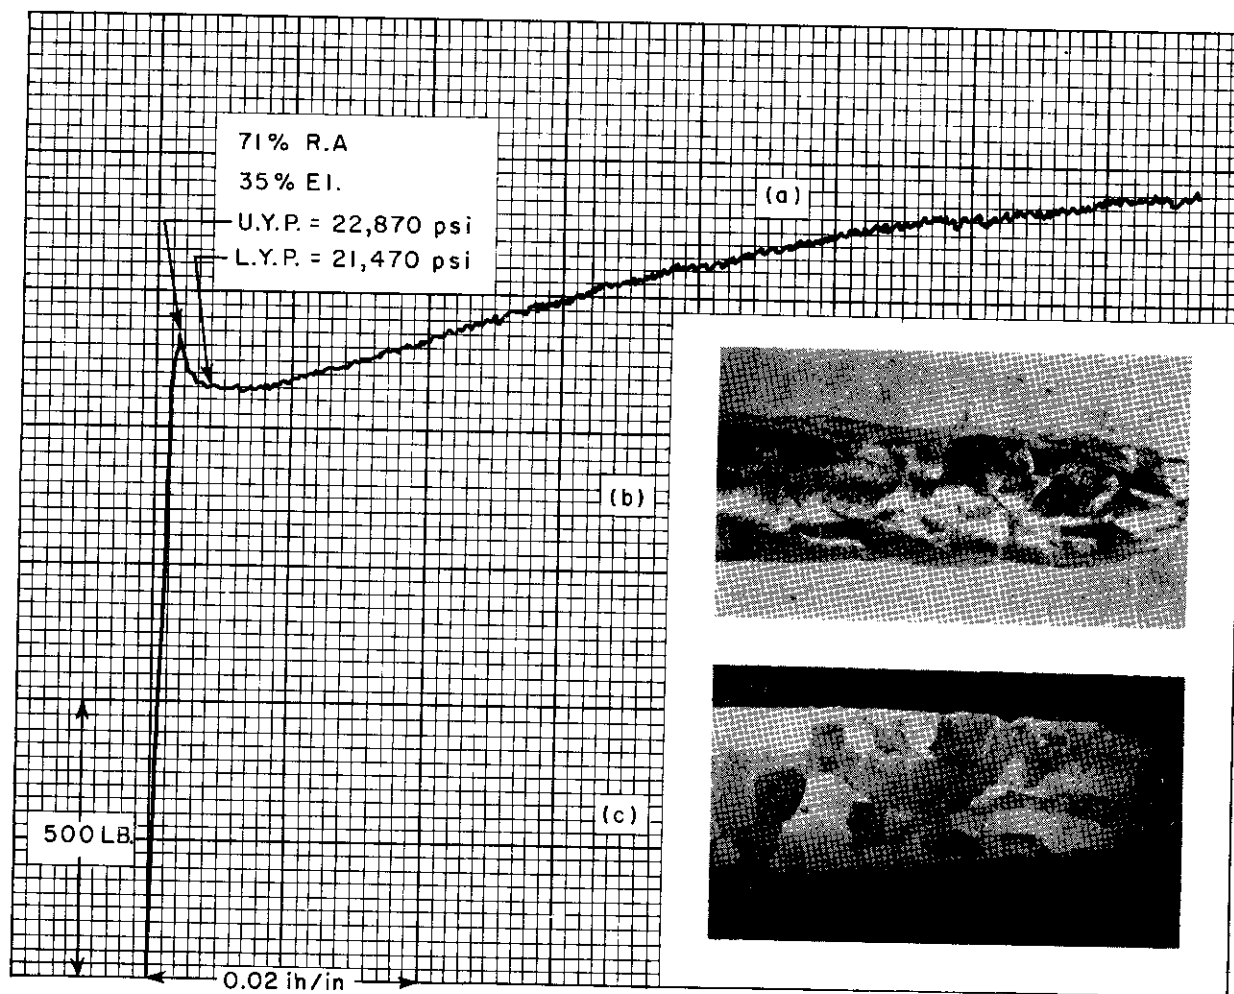 71% R.A
35% El.
U.Y.P. = 22,870 psi
L.Y.P. = 21,470 psi
(a)
(b)
(c)
500 LB.
0.02 in/in